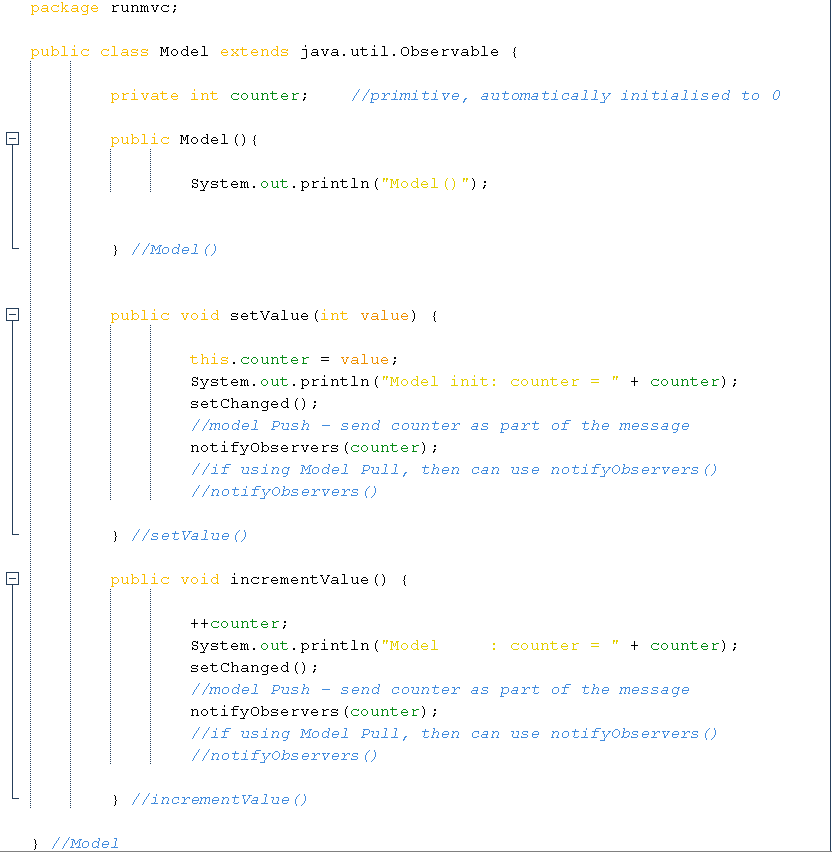 package runmvc;
public class Model extends java.util.Observable {
private int counter;    //primitive, automatically initialised to 0
public Model(){
System.out.println("Model()");
} //Model()
public void setValue(int value) {
this.counter = value;
System.out.println("Model init: counter = " + counter);
setChanged();
//model Push - send counter as part of the message
notifyObservers(counter);
//if using Model Pull, then can use notifyObservers()
//notifyObservers()
} //setValue()
public void incrementValue() {
++counter;
System.out.println("Model     : counter = " + counter);
setChanged();
//model Push - send counter as part of the message
notifyObservers(counter);
//if using Model Pull, then can use notifyObservers()
//notifyObservers()
} //incrementValue()
} //Model